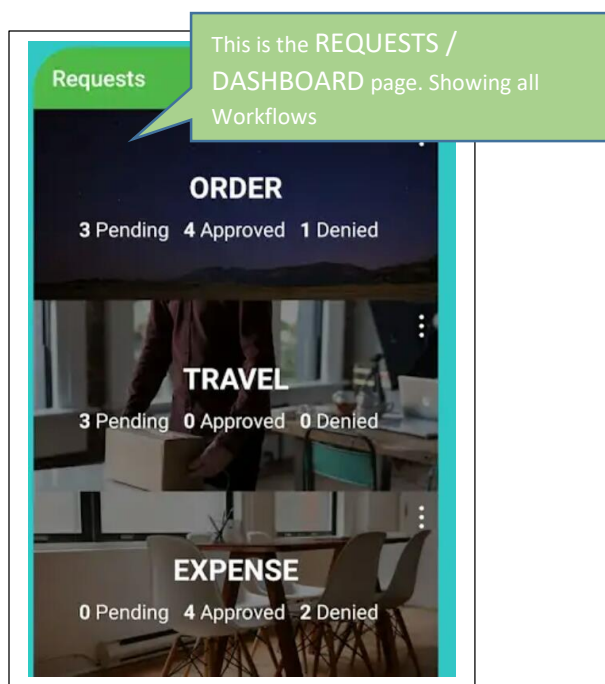 This is the REQUESTS /
DASHBOARD page. Showing all
Workflows
Requests
ORDER
3 Pending 4 Approved 1 Denied
TRAVEL
3 Pending 0 Approved 0 Denied
EXPENSE
0 Pending 4 Approved 2 Denied